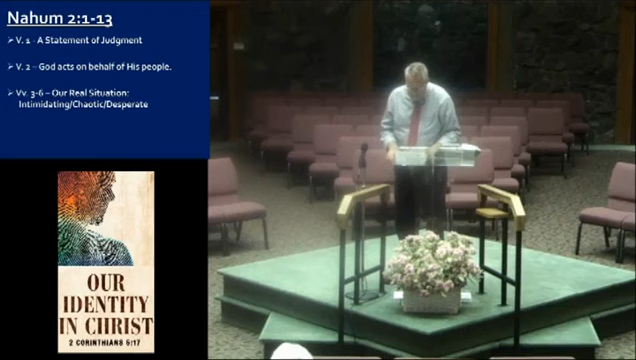 Nahum 2:1-13
➢ V. 1 - A Statement of Judgment
➢ V. 2 – God acts on behalf of His people.
➢ Vv. 3-6 – Our Real Situation:
Intimidating/Chaotic/Desperate
OUR
IDENTITY
IN CHRIST
2 CORINTHIANS 5:17